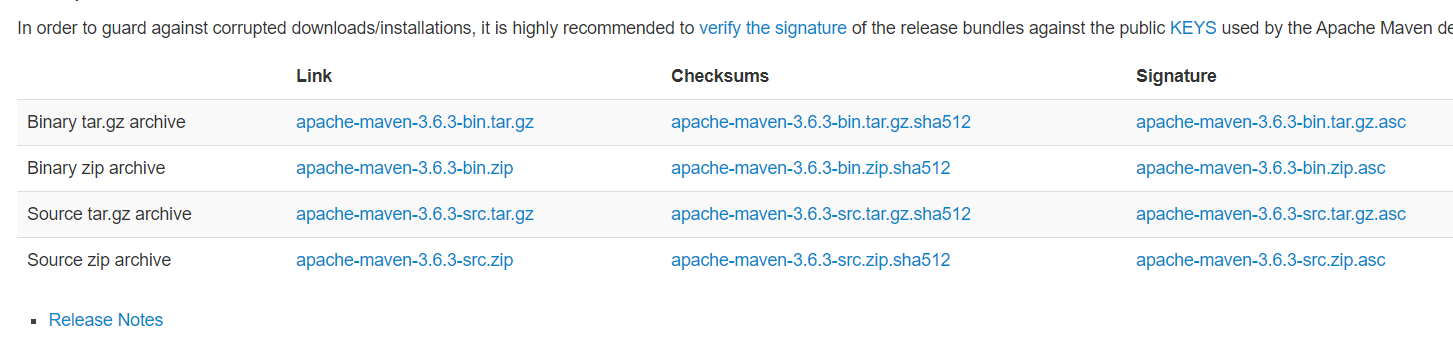 In order to guard against corrupted downloads/installations, it is highly recommended to verify the signature of the release bundles against the public KEYS used by the Apache Maven de
Link Checksums Signature
Binary tar.gz archive apache-maven-3.6.3-bin.tar.gz apache-maven-3.6.3-bin.tar.gz.sha512 apache-maven-3.6.3-bin.tar.gz.asc
Binary zip archive apache-maven-3.6.3-bin.zip apache-maven-3.6.3-bin.zip.sha512 apache-maven-3.6.3-bin.zip.asc
Source tar.gz archive apache-maven-3.6.3-src.tar.gz apache-maven-3.6.3-src.tar.gz.sha512 apache-maven-3.6.3-src.tar.gz.asc
Source zip archive apache-maven-3.6.3-src.zip apache-maven-3.6.3-src.zip.sha512 apache-maven-3.6.3-src.zip.asc
▪ Release Notes